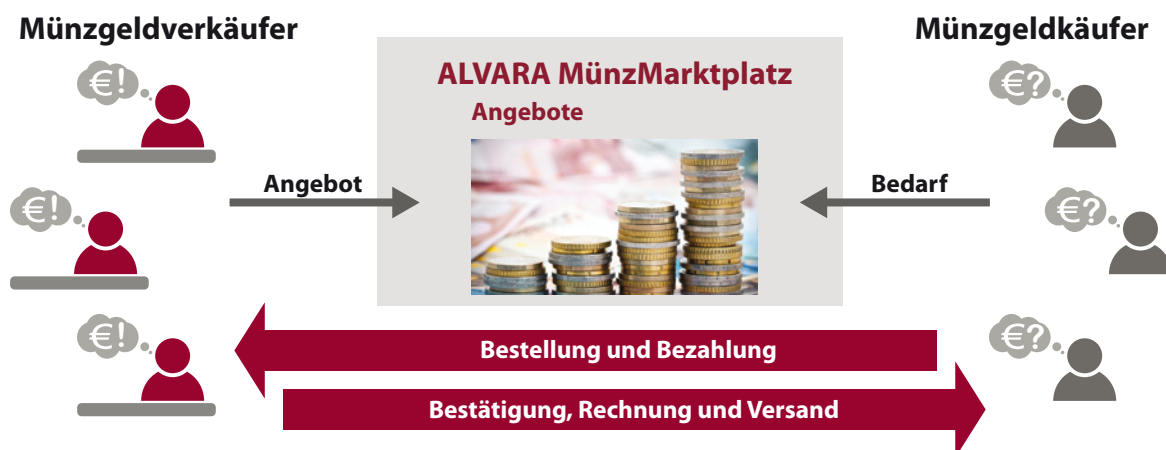 Münzgeldverkäufer
Münzgeldkäufer
ALVARA MünzMarktplatz
Angebote
€!
€?
Angebot
Bedarf
€!
€?
€!
€?
Bestellung und Bezahlung
Bestätigung, Rechnung und Versand